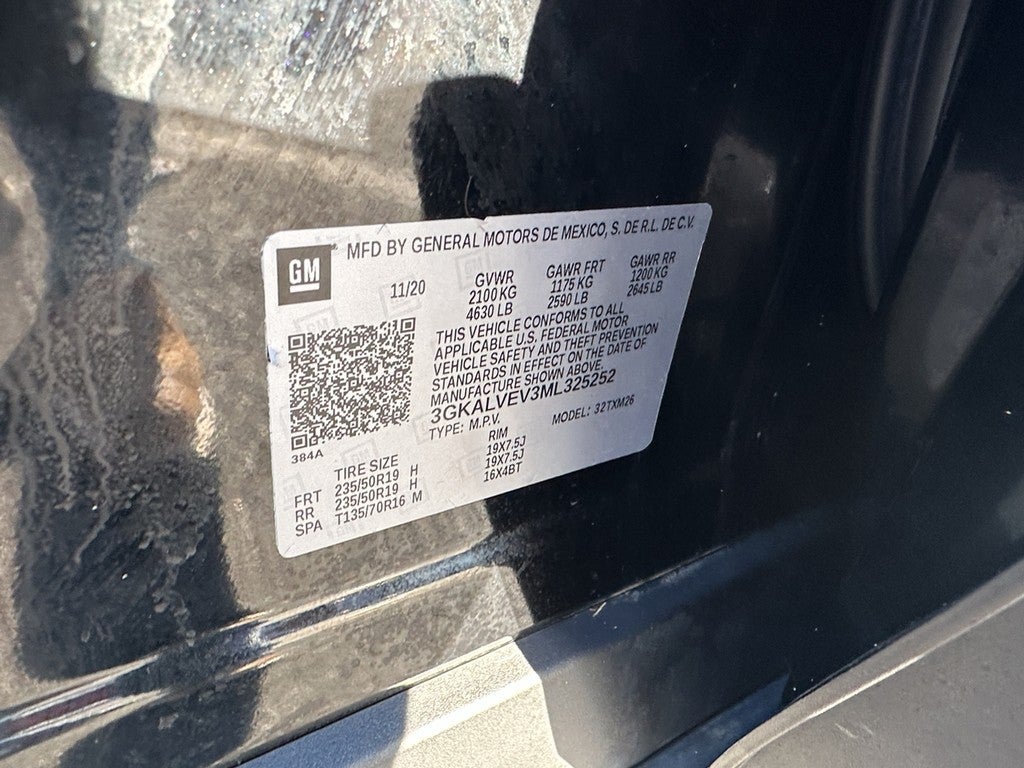 GM
MFD BY GENERAL MOTORS DE MEXICO, S. DE R.L. DE C.V.
11/20 GVWR GAWR FRT GAWR RR
2100 KG 1175 KG 1200 KG
4630 LB 2590 LB 2645 LB
THIS VEHICLE CONFORMS TO ALL
APPLICABLE U.S. FEDERAL MOTOR
VEHICLE SAFETY AND THEFT PREVENTION
STANDARDS IN EFFECT ON THE DATE OF
MANUFACTURE SHOWN ABOVE.
3GKALVEV3ML325252
TYPE: M.P.V. MODEL: 32TXM26
384A
TIRE SIZE RIM
FRT 235/50R19 H 19X7.5J
RR 235/50R19 H 19X7.5J
SPA T135/70R16 M 16X4BT